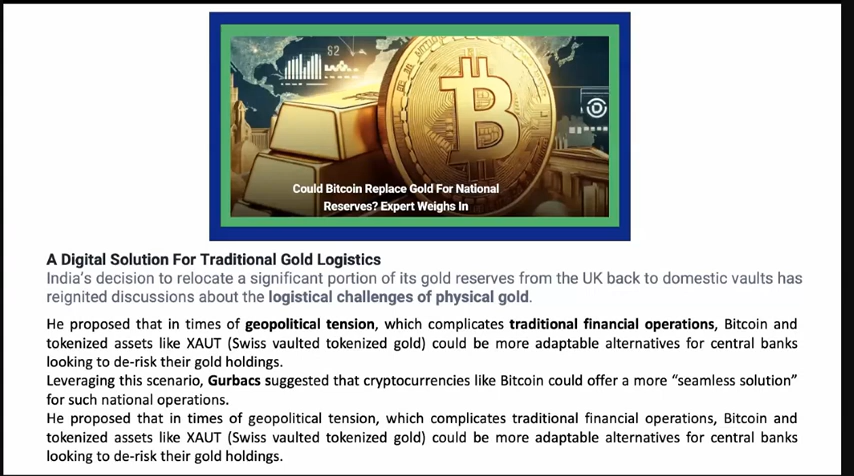 S2
Could Bitcoin Replace Gold For National
Reserves? Expert Weighs In
A Digital Solution For Traditional Gold Logistics
India's decision to relocate a significant portion of its gold reserves from the UK back to domestic vaults has
reignited discussions about the logistical challenges of physical gold.
He proposed that in times of geopolitical tension, which complicates traditional financial operations, Bitcoin and
tokenized assets like XAUT (Swiss vaulted tokenized gold) could be more adaptable alternatives for central banks
looking to de-risk their gold holdings.
Leveraging this scenario, Gurbacs suggested that cryptocurrencies like Bitcoin could offer a more “seamless solution”
for such national operations.
He proposed that in times of geopolitical tension, which complicates traditional financial operations, Bitcoin and
tokenized assets like XAUT (Swiss vaulted tokenized gold) could be more adaptable alternatives for central banks
looking to de-risk their gold holdings.